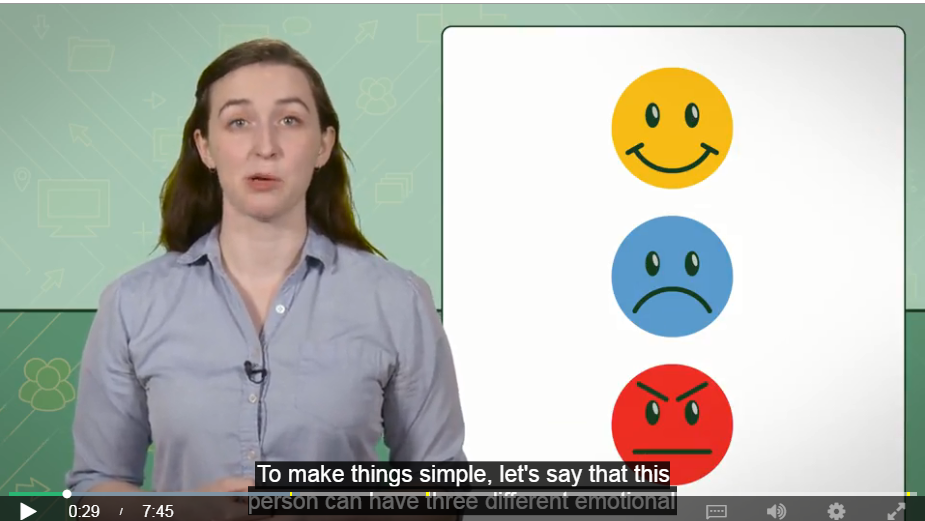 To make things simple, let's say that this
person can have three different emotional
0:29 / 7:45